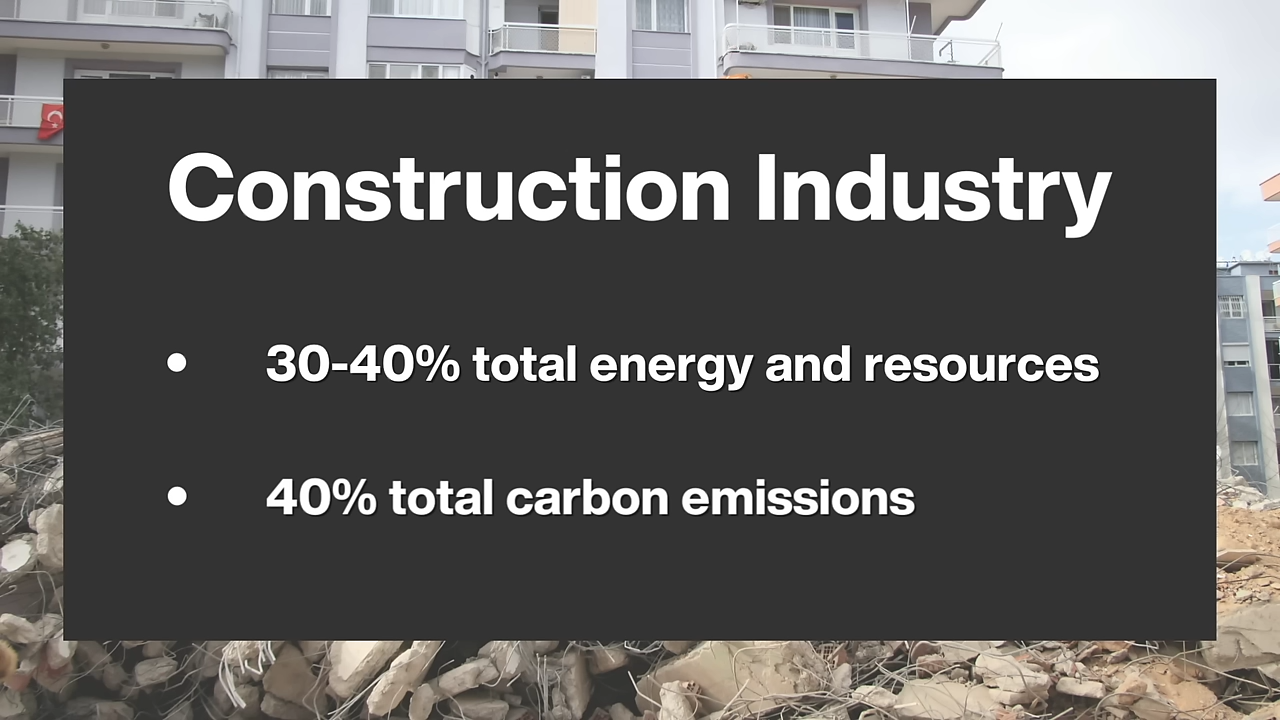 Construction Industry
• 30-40% total energy and resources
• 40% total carbon emissions